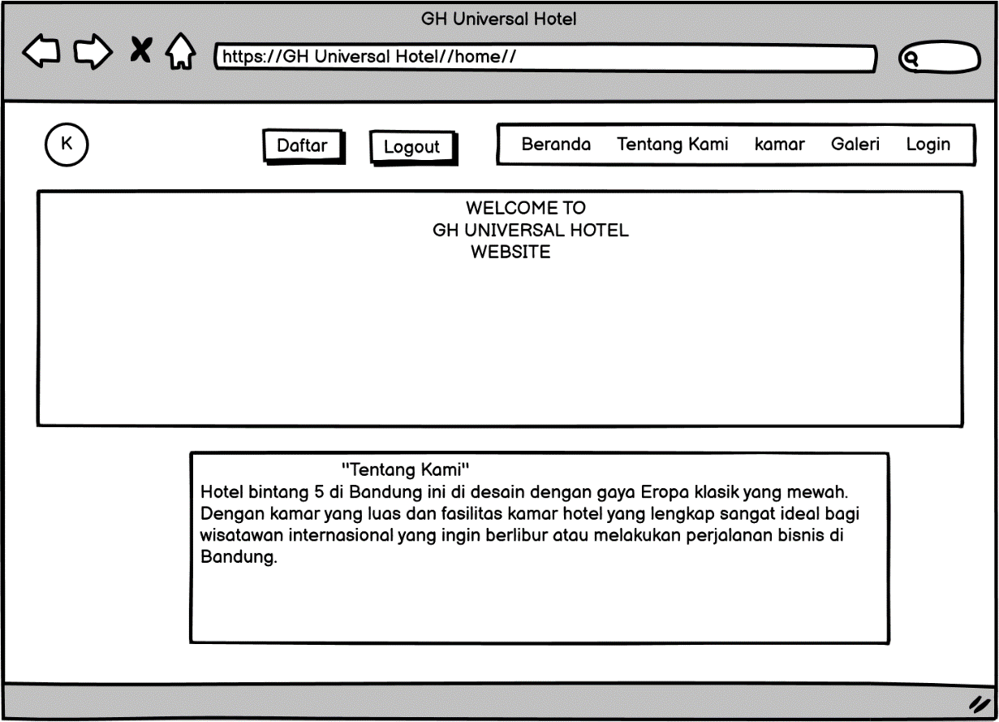 GH Universal Hotel
https://GH Universal Hotel//home//
K
Daftar
Logout
Beranda Tentang Kami kamar Galeri Login
WELCOME TO
GH UNIVERSAL HOTEL
WEBSITE
"Tentang Kami"
Hotel bintang 5 di Bandung ini di desain dengan gaya Eropa klasik yang mewah.
Dengan kamar yang luas dan fasilitas kamar hotel yang lengkap sangat ideal bagi
wisatawan internasional yang ingin berlibur atau melakukan perjalanan bisnis di
Bandung.